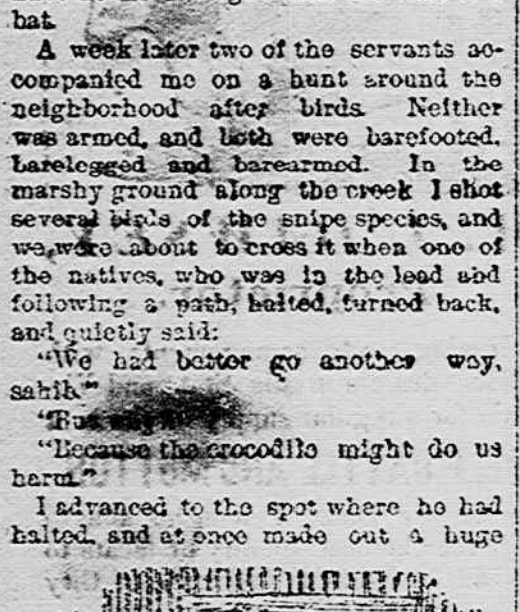 bat.
A week later two of the servants ac-
companied me on a hunt around the
neighborhood after birds. Neither
was armed, and both were barefooted,
barelegged and barearmed. In the
marshy ground along the creek I shot
several birds of the snipe species, and
we were about to cross it when one of
the natives, who was in the lead and
following a path, halted, turned back,
and quietly said:
"We had better go another way,
sahib."
"But why?"
"Because the crocodile might do us
harm."
I advanced to the spot where he had
halted, and at once made out a huge